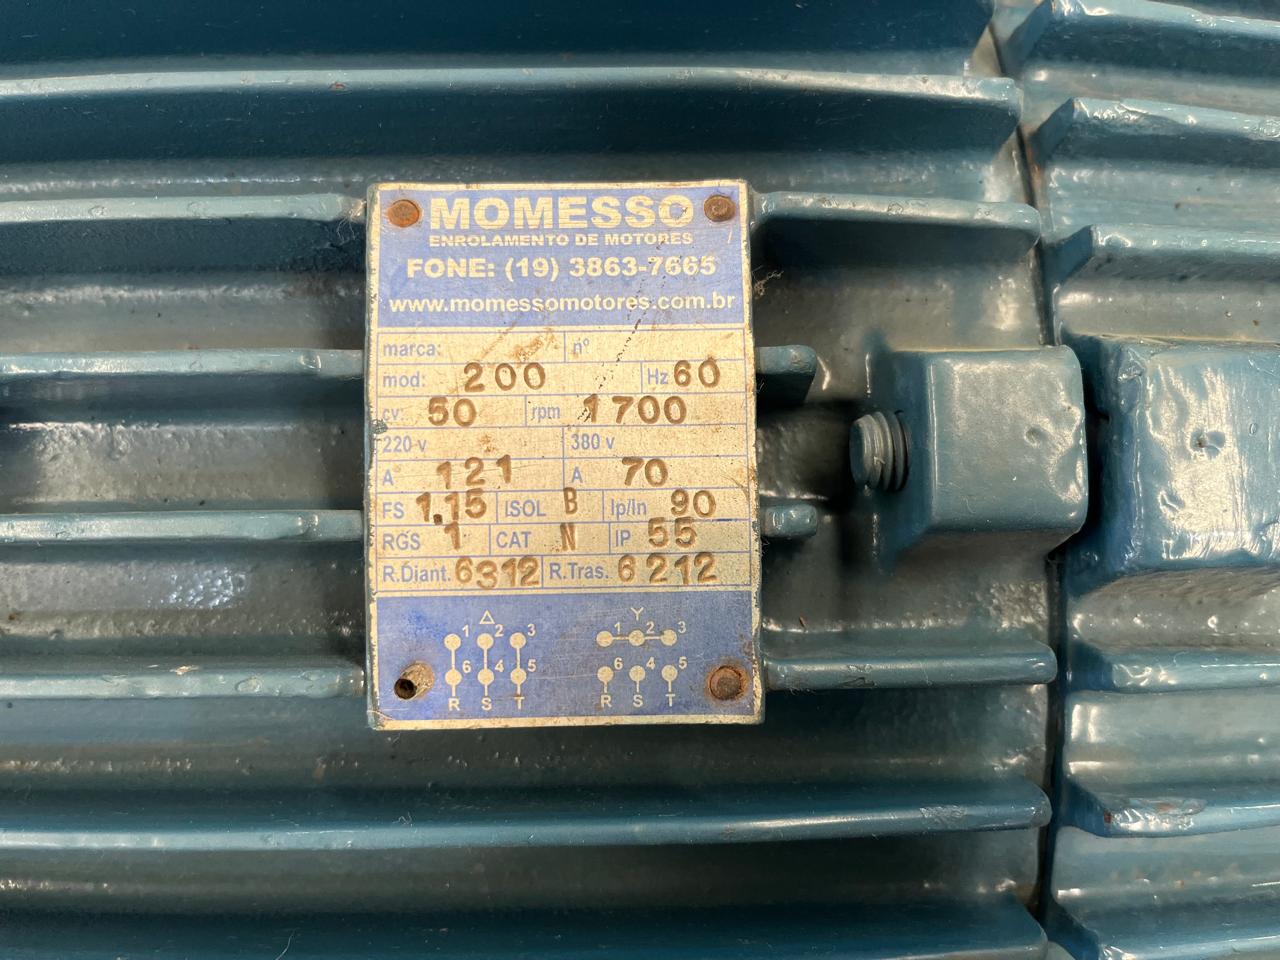 MOMESSO
ENROLAMENTO DE MOTORES
FONE: (19) 3863-7665
www.momessomotores.com.br
marca: nº
mod: 200 Hz 60
cv: 50 rpm 1700
220 v 380 v
A 121 A 70
FS 1.15 ISOL B Ip/In 90
RGS 1 CAT N IP 55
R.Diant. 6312 R.Tras. 6212
Δ Y
1 2 3 1 2 3
6 4 5 6 4 5
R S T R S T